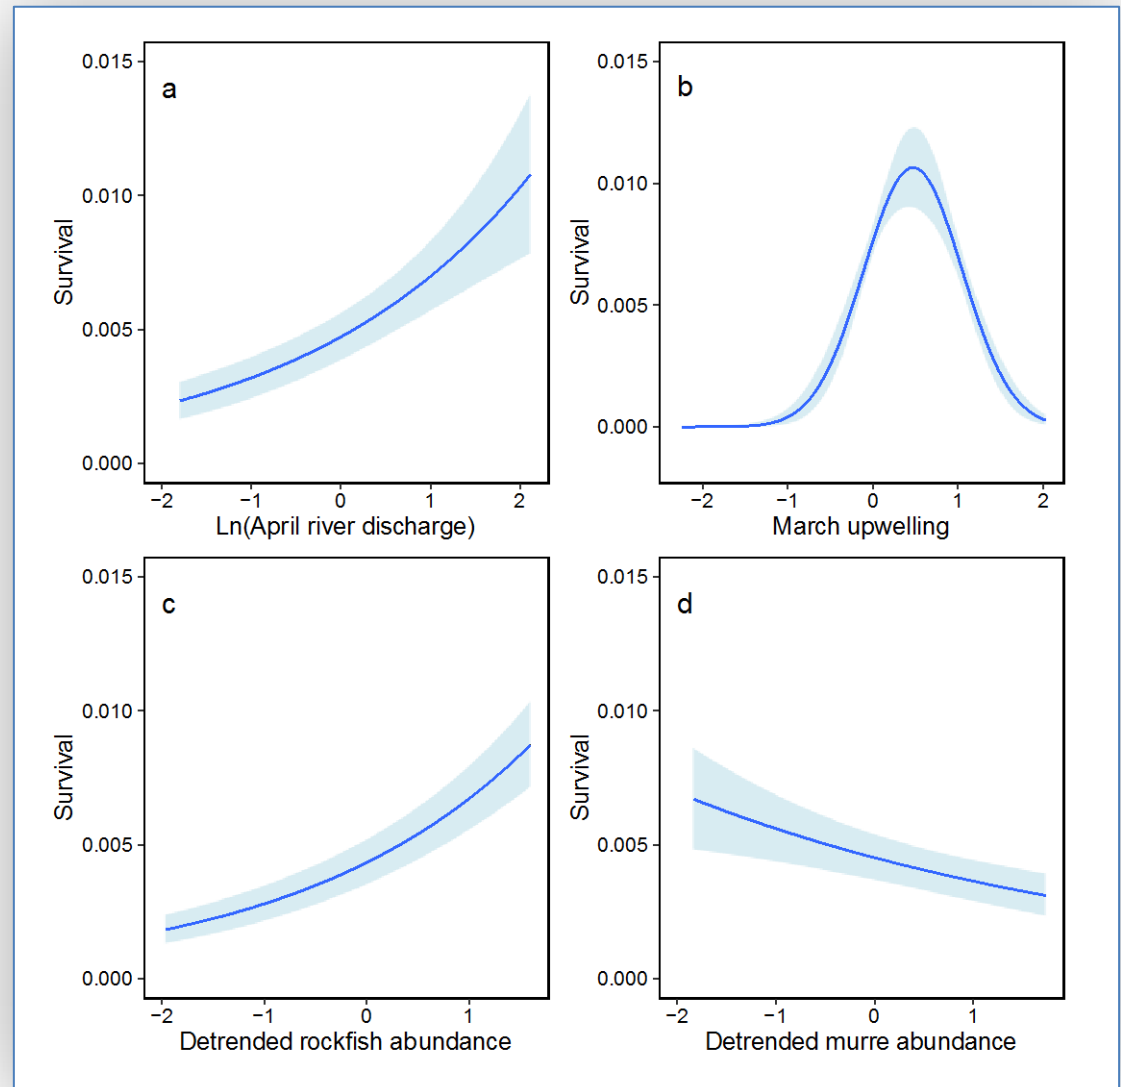 a
0.015
0.010
0.005
0.000
Survival
−2 −1 0 1 2
Ln(April river discharge)
b
0.015
0.010
0.005
0.000
Survival
−2 −1 0 1 2
March upwelling
c
0.015
0.010
0.005
0.000
Survival
−2 −1 0 1
Detrended rockfish abundance
d
0.015
0.010
0.005
0.000
Survival
−2 −1 0 1
Detrended murre abundance